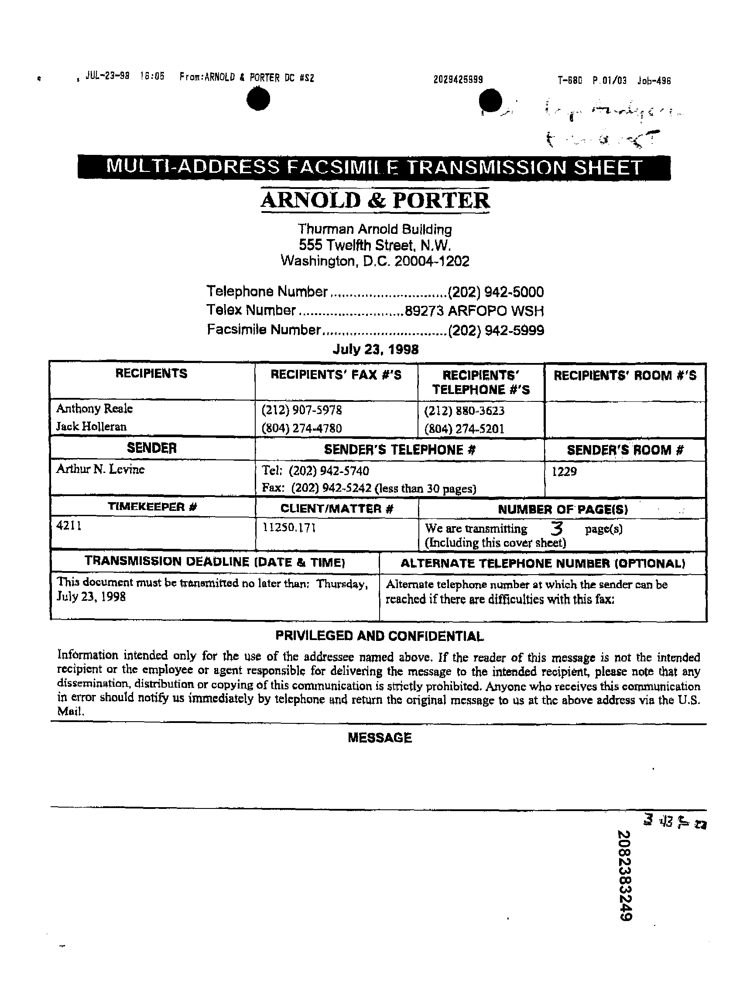 JUL-23-98 16:05 From:ARNOLD & PORTER DC #S2 2029425999 T-680 P.01/03 Job-496
MULTI-ADDRESS FACSIMILE TRANSMISSION SHEET
ARNOLD & PORTER
Thurman Arnold Building
555 Twelfth Street, N.W.
Washington, D.C. 20004-1202
Telephone Number..............................(202) 942-5000
Telex Number...........................89273 ARFOPO WSH
Facsimile Number................................(202) 942-5999
July 23, 1998
RECIPIENTS RECIPIENTS' FAX #'S RECIPIENTS' TELEPHONE #'S RECIPIENTS' ROOM #'S
Anthony Reale (212) 907-5978 (212) 880-3623
Jack Holleran (804) 274-4780 (804) 274-5201
SENDER SENDER'S TELEPHONE # SENDER'S ROOM #
Arthur N. Levine Tel: (202) 942-5740 1229
Fax: (202) 942-5242 (less than 30 pages)
TIMEKEEPER # CLIENT/MATTER # NUMBER OF PAGE(S)
4211 11250.171 We are transmitting 3 page(s)
(Including this cover sheet)
TRANSMISSION DEADLINE (DATE & TIME) ALTERNATE TELEPHONE NUMBER (OPTIONAL)
This document must be transmitted no later than: Thursday, July 23, 1998
Alternate telephone number at which the sender can be
reached if there are difficulties with this fax:
PRIVILEGED AND CONFIDENTIAL
Information intended only for the use of the addressee named above. If the reader of this message is not the intended
recipient or the employee or agent responsible for delivering the message to the intended recipient, please note that any
dissemination, distribution or copying of this communication is strictly prohibited. Anyone who receives this communication
in error should notify us immediately by telephone and return the original message to us at the above address via the U.S.
Mail.
MESSAGE
2082383249